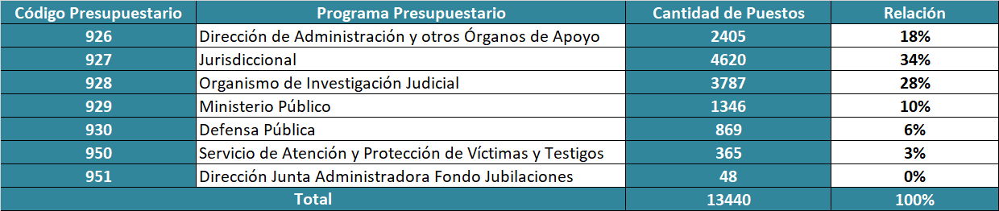 Código Presupuestario Programa Presupuestario Cantidad de Puestos Relación
926 Dirección de Administración y otros Órganos de Apoyo 2405 18%
927 Jurisdiccional 4620 34%
928 Organismo de Investigación Judicial 3787 28%
929 Ministerio Público 1346 10%
930 Defensa Pública 869 6%
950 Servicio de Atención y Protección de Víctimas y Testigos 365 3%
951 Dirección Junta Administradora Fondo Jubilaciones 48 0%
Total 13440 100%